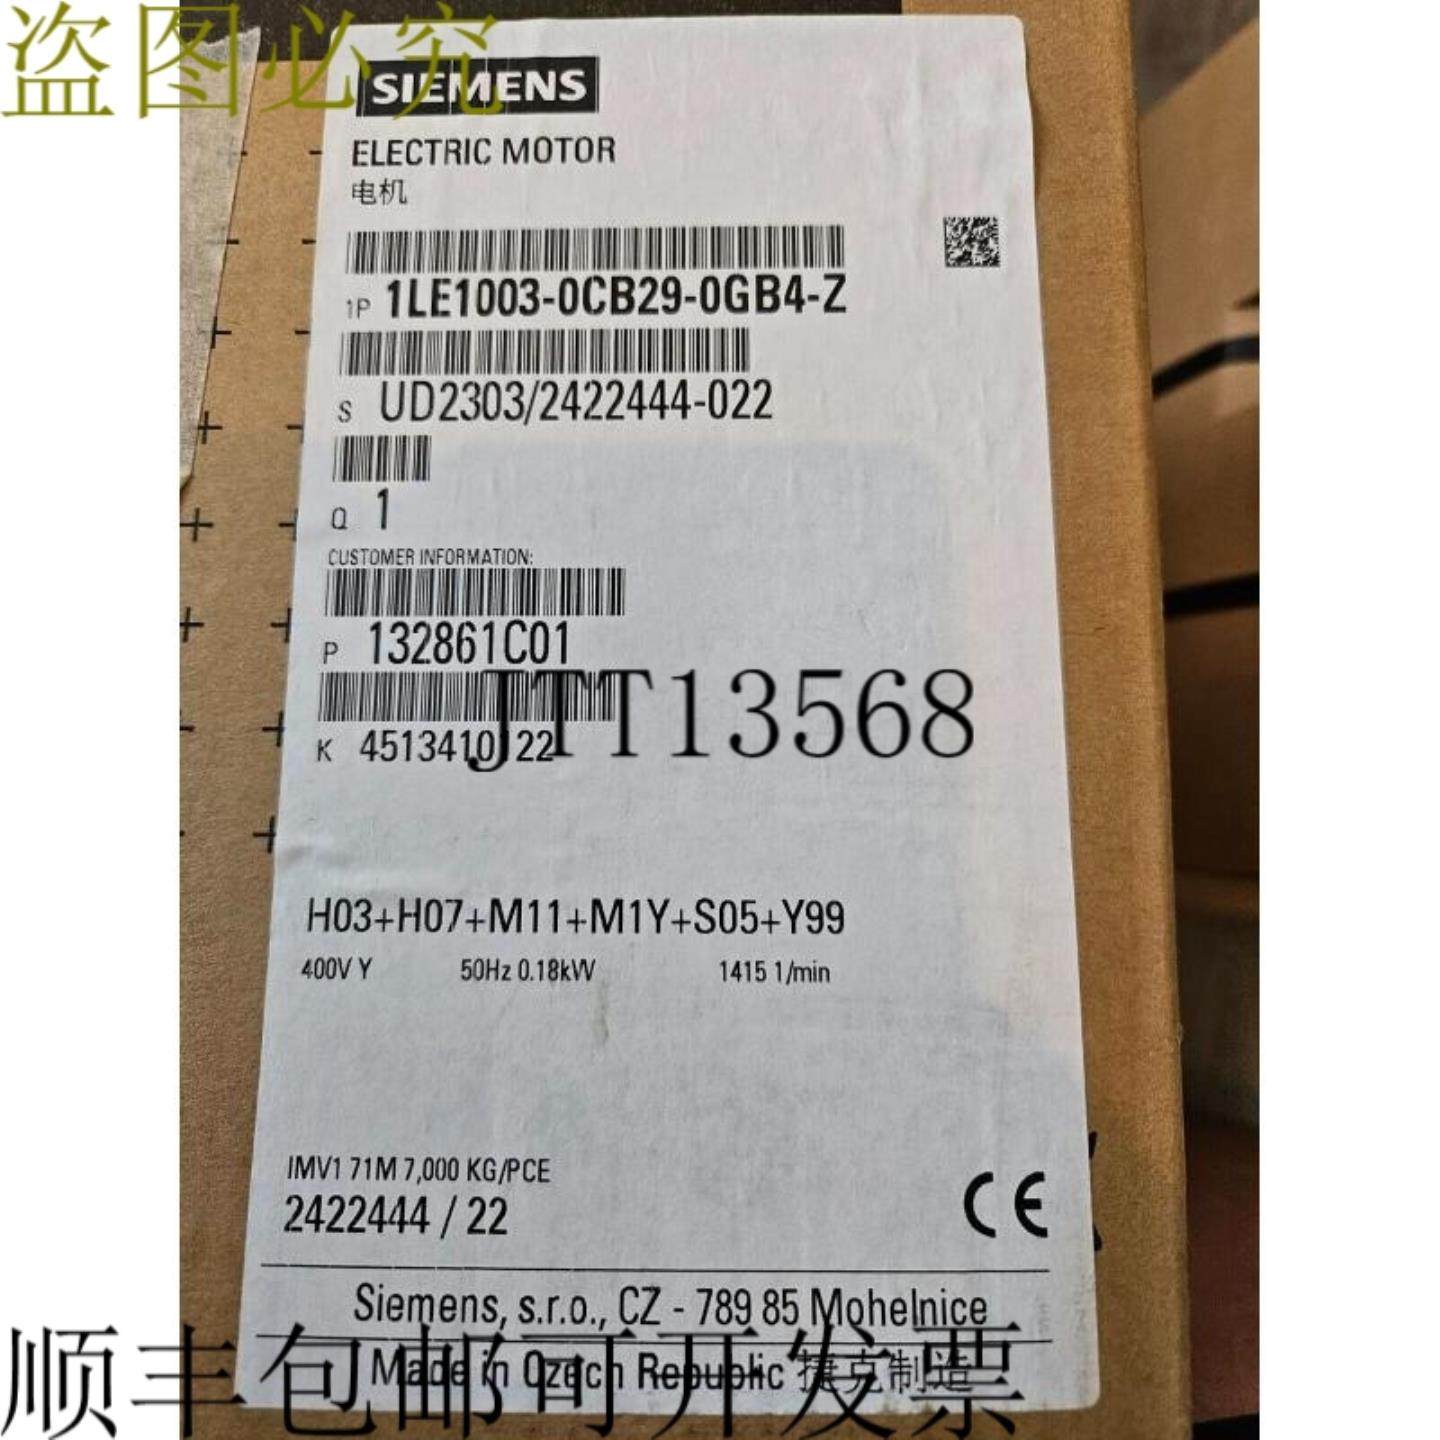 盗图必究
SIEMENS
ELECTRIC MOTOR
电机
1P 1LE1003-0CB29-0GB4-Z
S UD2303/2422444-022
Q 1
CUSTOMER INFORMATION:
P 132861C01
JTT13568
K
H03+H07+M11+M1Y+S05+Y99
400V Y 50Hz 0.18kW 1415 1/min
IMV1 71M 7,000 KG/PCE
2422444 / 22
CE
Siemens, s.r.o., CZ - 789 85 Mohelnice
Made in Czech Republic 捷克制造
顺丰包邮可开发票